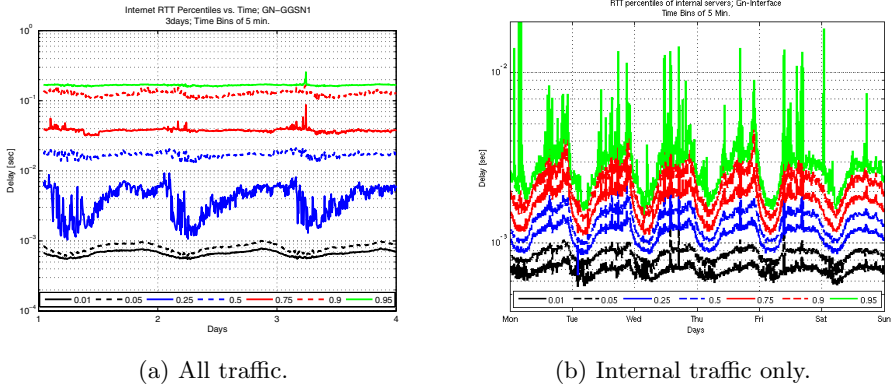 Internet RTT Percentiles vs. Time; GN-GGSN1
3days; Time Bins of 5 min.
10^0
10^-1
10^-2
10^-3
10^-4
Delay [sec]
0.01 0.05 0.25 0.5 0.75 0.9 0.95
1 2 3 4
Days
(a) All traffic.
RTT percentiles of internal servers; Gn-Interface
Time Bins of 5 Min.
10^-2
10^-3
Delay [sec]
0.01 0.05 0.25 0.5 0.75 0.9 0.95
Mon Tue Wed Thu Fri Sat Sun
Days
(b) Internal traffic only.